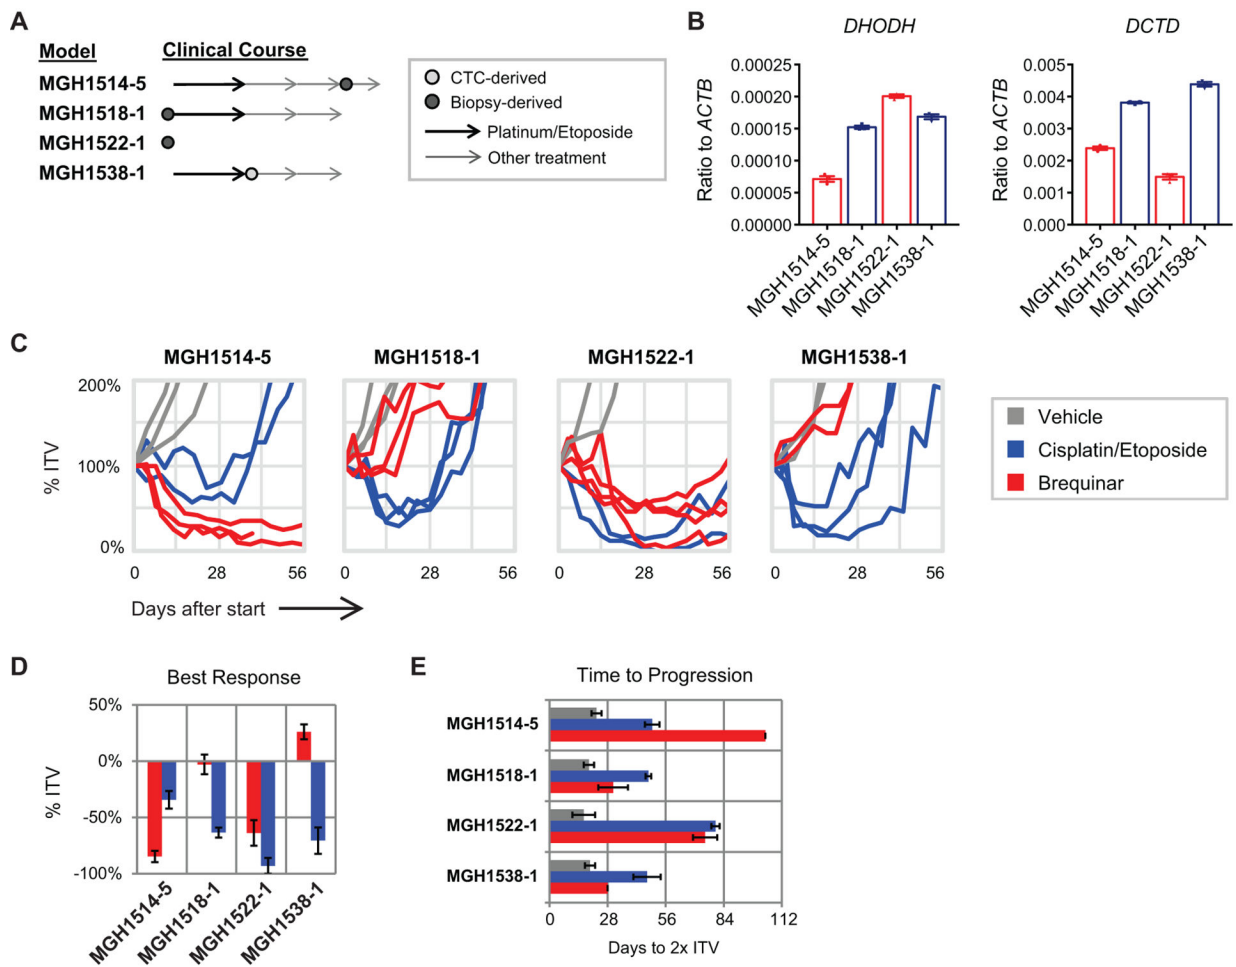 A
Model Clinical Course
MGH1514-5
MGH1518-1
MGH1522-1
MGH1538-1
CTC-derived
Biopsy-derived
Platinum/Etoposide
Other treatment
B
DHODH
Ratio to ACTB
0.00025
0.00020
0.00015
0.00010
0.00005
0.00000
MGH1514-5
MGH1518-1
MGH1522-1
MGH1538-1
DCTD
Ratio to ACTB
0.005
0.004
0.003
0.002
0.001
0.000
MGH1514-5
MGH1518-1
MGH1522-1
MGH1538-1
C
MGH1514-5 MGH1518-1 MGH1522-1 MGH1538-1
% ITV
200%
100%
0%
0 28 56 0 28 56 0 28 56 0 28 56
Days after start
Vehicle
Cisplatin/Etoposide
Brequinar
D
Best Response
% ITV
50%
0%
-50%
-100%
MGH1514-5
MGH1518-1
MGH1522-1
MGH1538-1
E
Time to Progression
MGH1514-5
MGH1518-1
MGH1522-1
MGH1538-1
0 28 56 84 112
Days to 2x ITV